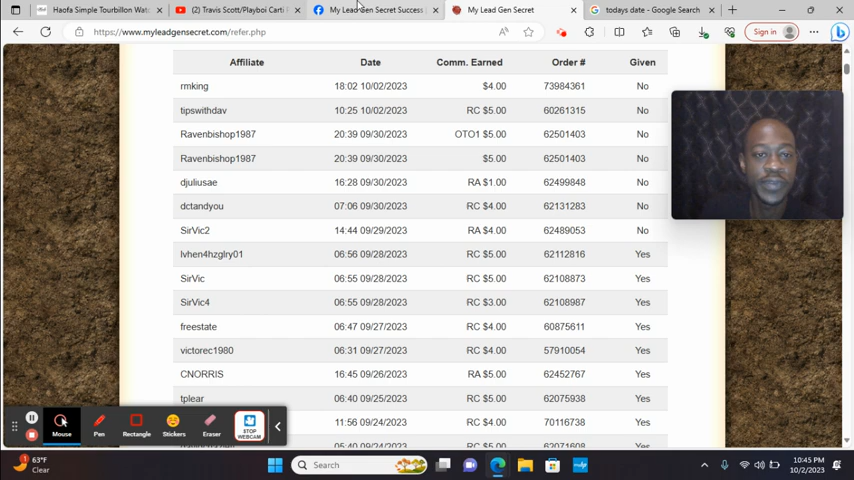 Haofa Simple Tourbillon Wat
(2) Travis Scott/Playboi Carti
My Lead Gen Secret Success
My Lead Gen Secret
todays date - Google Search
https://www.myleadgensecret.com/refer.php
Sign in
Affiliate Date Comm. Earned Order # Given
rmking 18:02 10/02/2023 $4.00 73984361 No
tipswithdav 10:25 10/02/2023 RC $5.00 60261315 No
Ravenbishop1987 20:39 09/30/2023 OTO1 $5.00 62501403 No
Ravenbishop1987 20:39 09/30/2023 $5.00 62501403 No
djuliusae 16:28 09/30/2023 RA $1.00 62499848 No
dctandyou 07:06 09/30/2023 RC $4.00 62131283 No
SirVic2 14:44 09/29/2023 RA $4.00 62489053 No
lvhen4hzglry01 06:56 09/28/2023 RC $5.00 62112816 Yes
SirVic 06:55 09/28/2023 RC $5.00 62108873 Yes
SirVic4 06:55 09/28/2023 RC $3.00 62108987 Yes
freestate 06:47 09/27/2023 RC $4.00 60875611 Yes
victorec1980 06:31 09/27/2023 RC $4.00 57910054 Yes
CNORRIS 16:45 09/26/2023 RA $5.00 62452767 Yes
tplear 06:40 09/25/2023 RC $5.00 62075938 Yes
11:56 09/24/2023 RC $4.00 70116738 Yes
05:40 09/24/2023 RC $5.00 62071608 Yes
Mouse Pen Rectangle Stickers Eraser STOP WEBCAM
63°F
Clear
Search
10:45 PM
10/2/2023